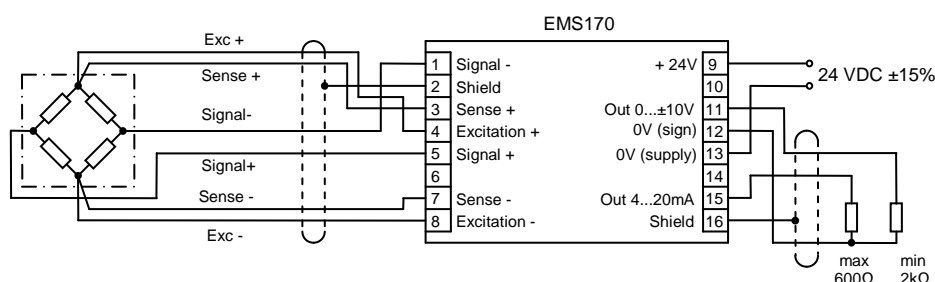 EMS170
Exc +
Sense +
Signal-
Signal+
Sense -
Exc -
1 Signal -
2 Shield
3 Sense +
4 Excitation +
5 Signal +
6
7 Sense -
8 Excitation -
+ 24V 9
10
Out 0...±10V 11
0V (sign) 12
0V (supply) 13
14
Out 4...20mA 15
Shield 16
24 VDC ±15%
max
600Ω
min
2kΩ